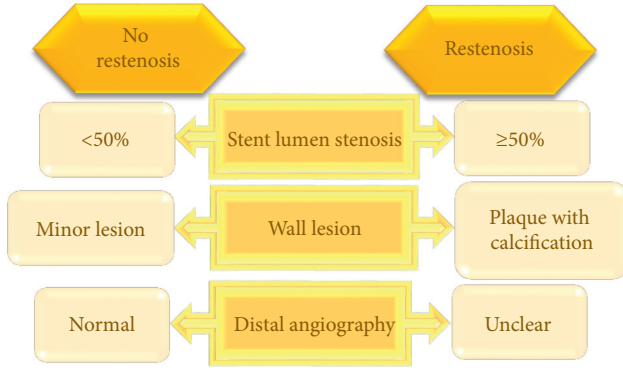 No
restenosis
Restenosis
<50%
Stent lumen stenosis
≥50%
Minor lesion
Wall lesion
Plaque with
calcification
Normal
Distal angiography
Unclear